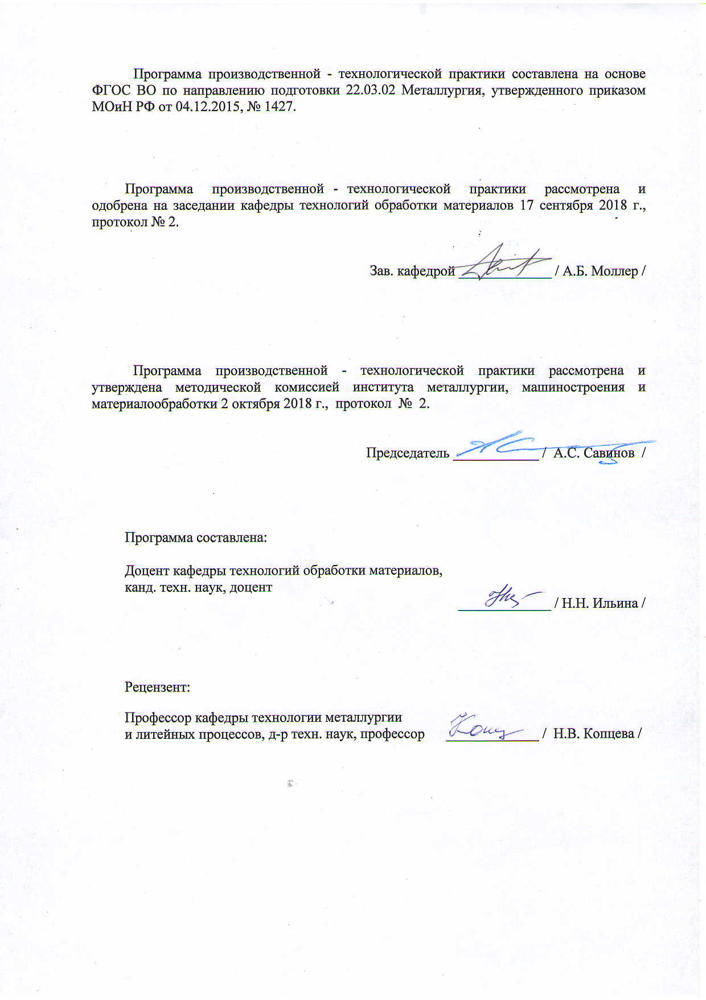 Программа производственной - технологической практики составлена на основе
ФГОС ВО по направлению подготовки 22.03.02 Металлургия, утвержденного приказом
МОиН РФ от 04.12.2015, № 1427.
Программа производственной - технологической практики рассмотрена и
одобрена на заседании кафедры технологий обработки материалов 17 сентября 2018 г.,
протокол № 2.
Зав. кафедрой _____________ / А.Б. Моллер /
Программа производственной - технологической практики рассмотрена и
утверждена методической комиссией института металлургии, машиностроения и
материалообработки 2 октября 2018 г., протокол № 2.
Председатель ____________ / А.С. Савинов /
Программа составлена:
Доцент кафедры технологий обработки материалов,
канд. техн. наук, доцент
_____________ / Н.Н. Ильина /
Рецензент:
Профессор кафедры технологии металлургии
и литейных процессов, д-р техн. наук, профессор _____________ / Н.В. Копцева /